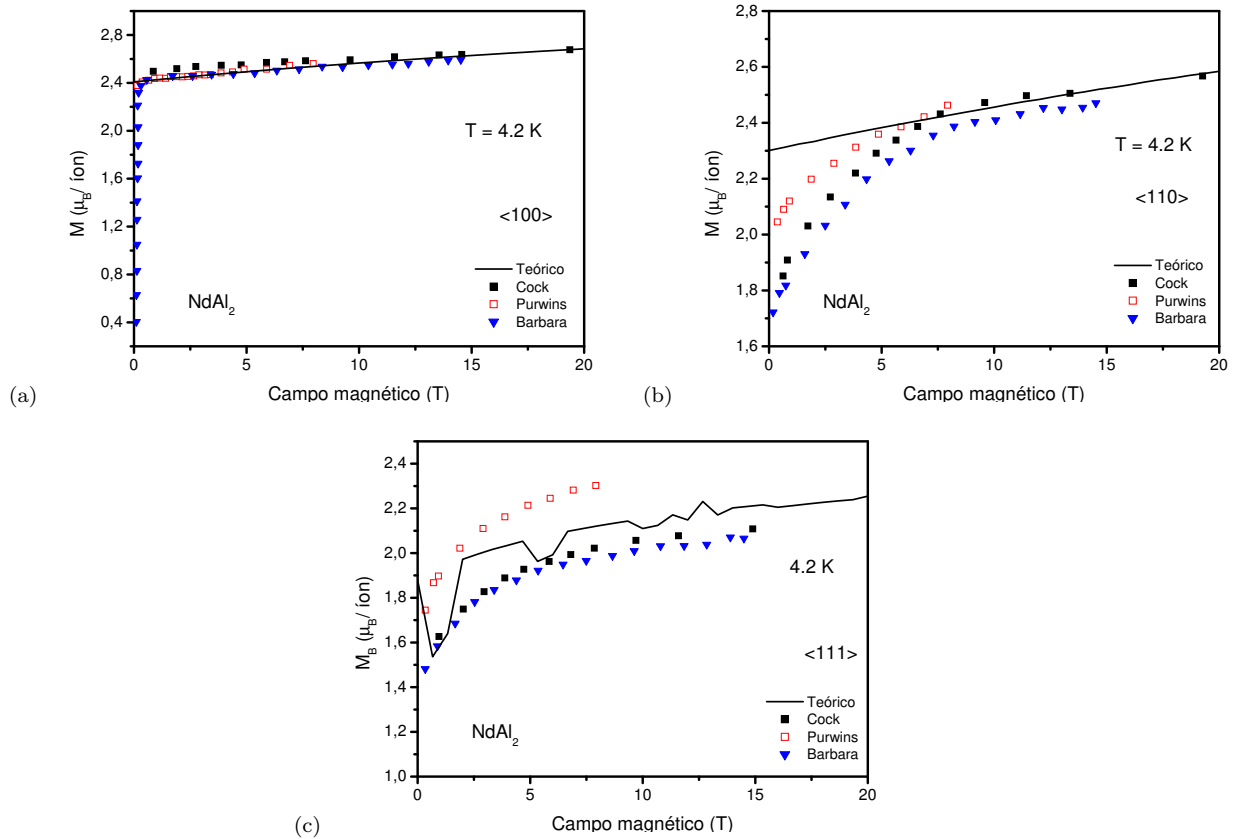 M (μB/ íon)
2,8
2,4
2,0
1,6
1,2
0,8
0,4
0 5 10 15 20
T = 4.2 K
<100>
NdAl2
Teórico
Cock
Purwins
Barbara
Campo magnético (T)
(a)
M (μB/ íon)
2,8
2,6
2,4
2,2
2,0
1,8
1,6
0 5 10 15 20
T = 4.2 K
<110>
NdAl2
Teórico
Cock
Purwins
Barbara
Campo magnético (T)
(b)
MB (μB/ íon)
2,4
2,2
2,0
1,8
1,6
1,4
1,2
1,0
0 5 10 15 20
4.2 K
<111>
NdAl2
Teórico
Cock
Purwins
Barbara
Campo magnético (T)
(c)